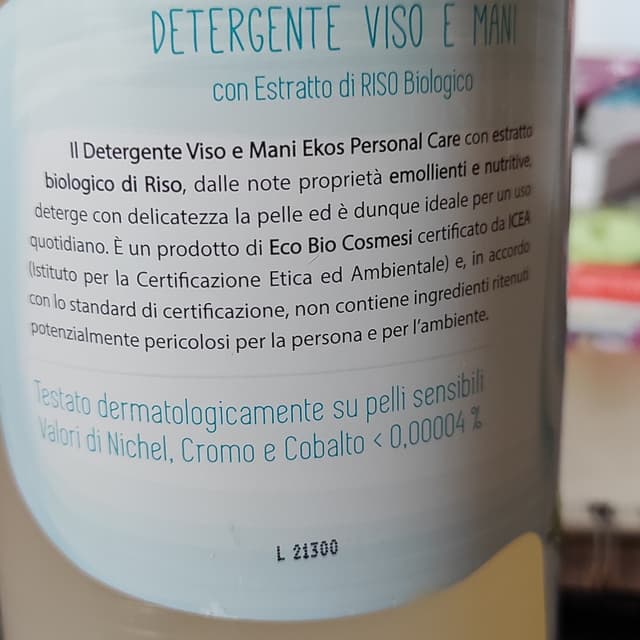 DETERGENTE VISO E MANI
con Estratto di RISO Biologico
Il Detergente Viso e Mani Ekos Personal Care con estratto
biologico di Riso, dalle note proprietà emollienti e nutritive,
deterge con delicatezza la pelle ed è dunque ideale per un uso
quotidiano. È un prodotto di Eco Bio Cosmesi certificato da ICEA
(Istituto per la Certificazione Etica ed Ambientale) e, in accordo
con lo standard di certificazione, non contiene ingredienti ritenuti
potenzialmente pericolosi per la persona e per l'ambiente.
Testato dermatologicamente su pelli sensibili
Valori di Nichel, Cromo e Cobalto < 0,00004 %
L 21300